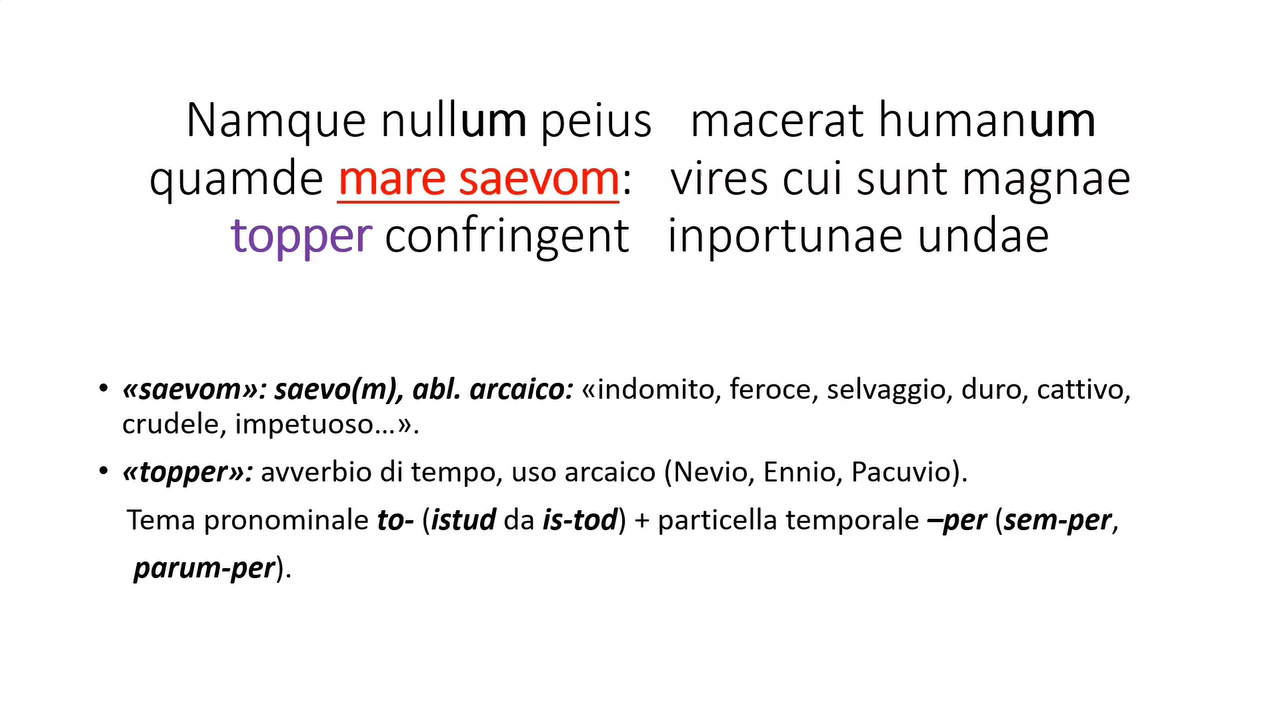 Namque nullum peius macerat humanum
quamde mare saevom: vires cui sunt magnae
topper confringent inportunae undae
• «saevom»: saevo(m), abl. arcaico: «indomito, feroce, selvaggio, duro, cattivo,
crudele, impetuoso…».
• «topper»: avverbio di tempo, uso arcaico (Nevio, Ennio, Pacuvio).
Tema pronominale to- (istud da is-tod) + particella temporale –per (sem-per,
parum-per).